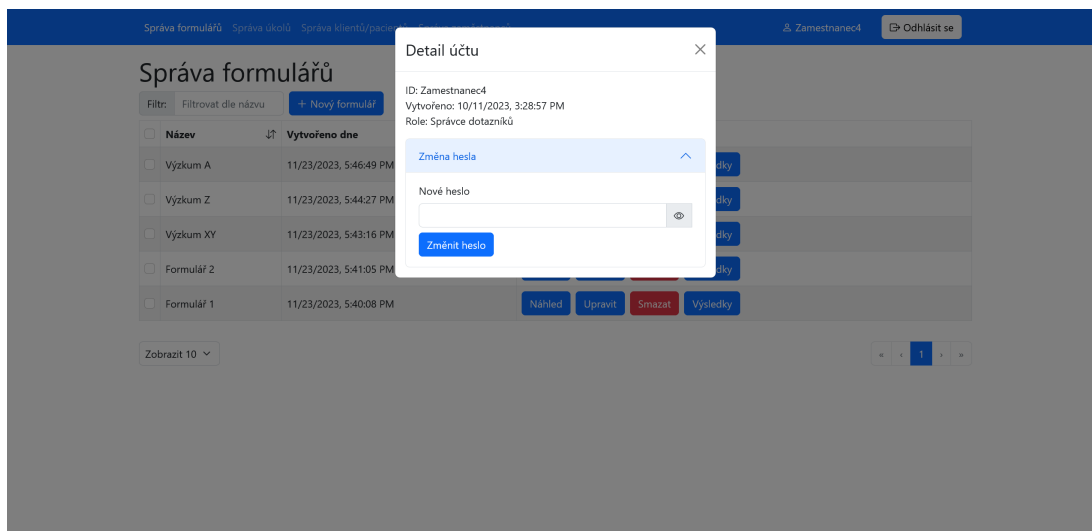 Správa formulářů Správa úkolů Správa klientů/pacientů Zamestnanec4 Odhlásit se
Správa formulářů
Filtr: Filtrovat dle názvu + Nový formulář
Název Vytvořeno dne
Výzkum A 11/23/2023, 5:46:49 PM
Výzkum Z 11/23/2023, 5:44:27 PM
Výzkum XY 11/23/2023, 5:43:16 PM
Formulář 2 11/23/2023, 5:41:05 PM
Formulář 1 11/23/2023, 5:40:08 PM Náhled Upravit Smazat Výsledky
Detail účtu
ID: Zamestnanec4
Vytvořeno: 10/11/2023, 3:28:57 PM
Role: Správce dotazníků
Změna hesla
Nové heslo
Změnit heslo
Zobrazit 10
« ‹ 1 › »